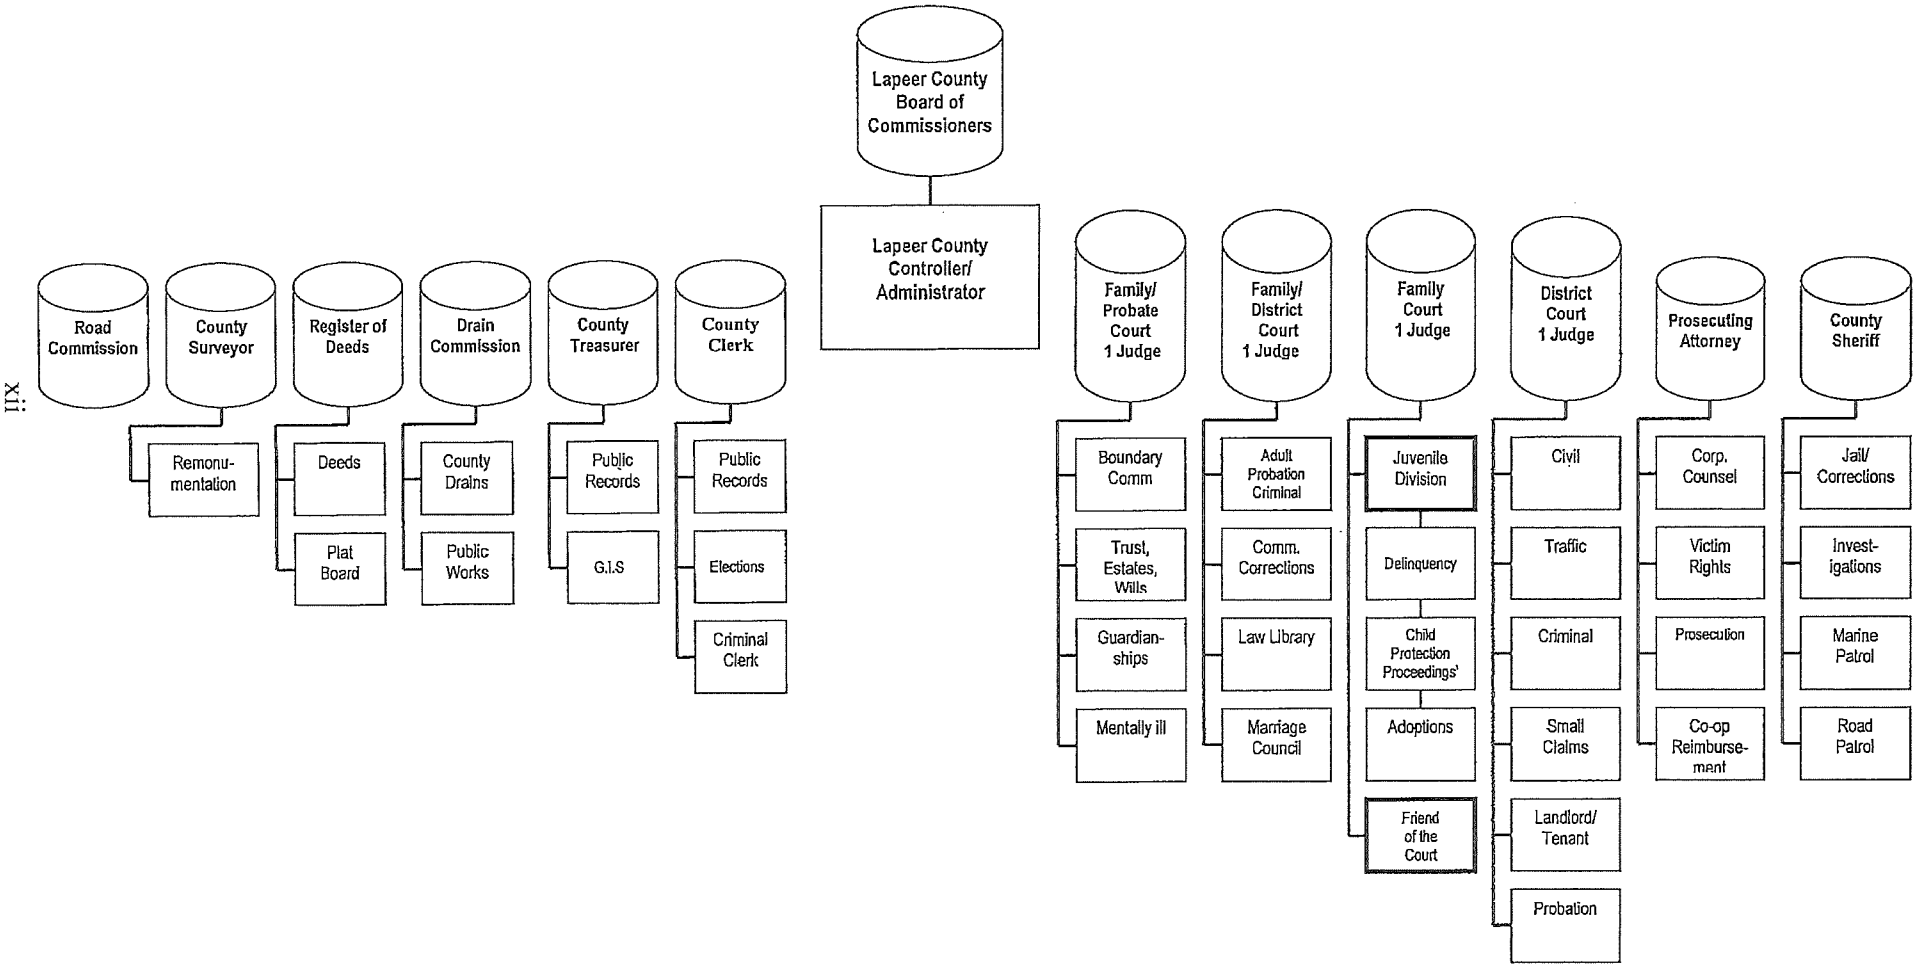 Lapeer County
Board of
Commissioners
Lapeer County
Controller/
Administrator
Road
Commission
County
Surveyor
Remonu-
mentation
Register of
Deeds
Deeds
Plat
Board
Drain
Commission
County
Drains
Public
Works
County
Treasurer
Public
Records
G.I.S
County
Clerk
Public
Records
Elections
Criminal
Clerk
Family/
Probate
Court
1 Judge
Boundary
Comm
Trust,
Estates,
Wills
Guardian-
ships
Mentally ill
Family/
District
Court
1 Judge
Adult
Probation
Criminal
Comm.
Corrections
Law Library
Marriage
Council
Family
Court
1 Judge
Juvenile
Division
Delinquency
Child
Protection
Proceedings'
Adoptions
Friend
of the
Court
District
Court
1 Judge
Civil
Traffic
Criminal
Small
Claims
Landlord/
Tenant
Probation
Prosecuting
Attorney
Corp.
Counsel
Victim
Rights
Prosecution
Co-op
Reimburse-
ment
County
Sheriff
Jail/
Corrections
Invest-
igations
Marine
Patrol
Road
Patrol
xii